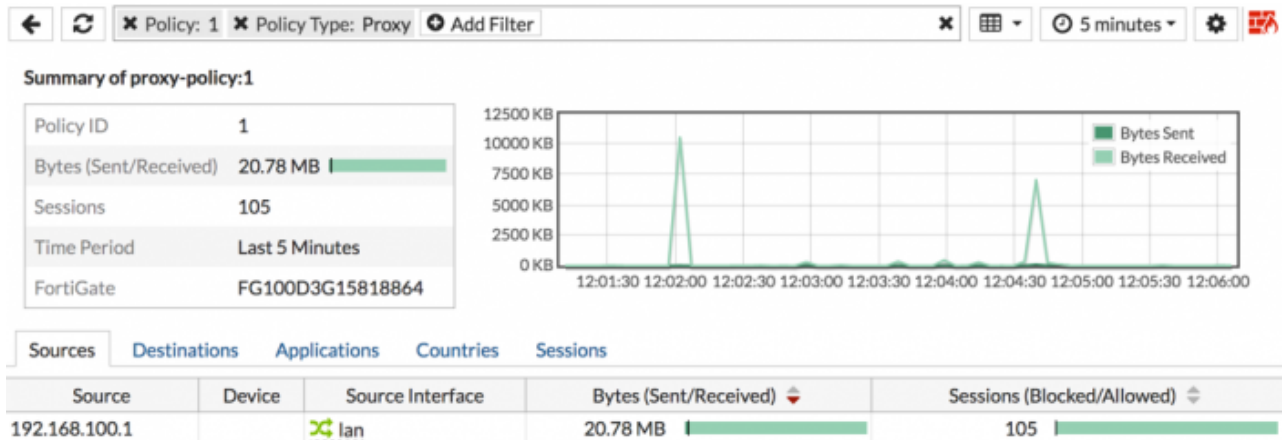 Policy: 1 Policy Type: Proxy Add Filter 5 minutes
Summary of proxy-policy:1
Policy ID 1
Bytes (Sent/Received) 20.78 MB
Sessions 105
Time Period Last 5 Minutes
FortiGate FG100D3G15818864
12500 KB
10000 KB
7500 KB
5000 KB
2500 KB
0 KB
Bytes Sent
Bytes Received
12:01:30 12:02:00 12:02:30 12:03:00 12:03:30 12:04:00 12:04:30 12:05:00 12:05:30 12:06:00
Sources Destinations Applications Countries Sessions
Source Device Source Interface Bytes (Sent/Received) Sessions (Blocked/Allowed)
192.168.100.1 lan 20.78 MB 105